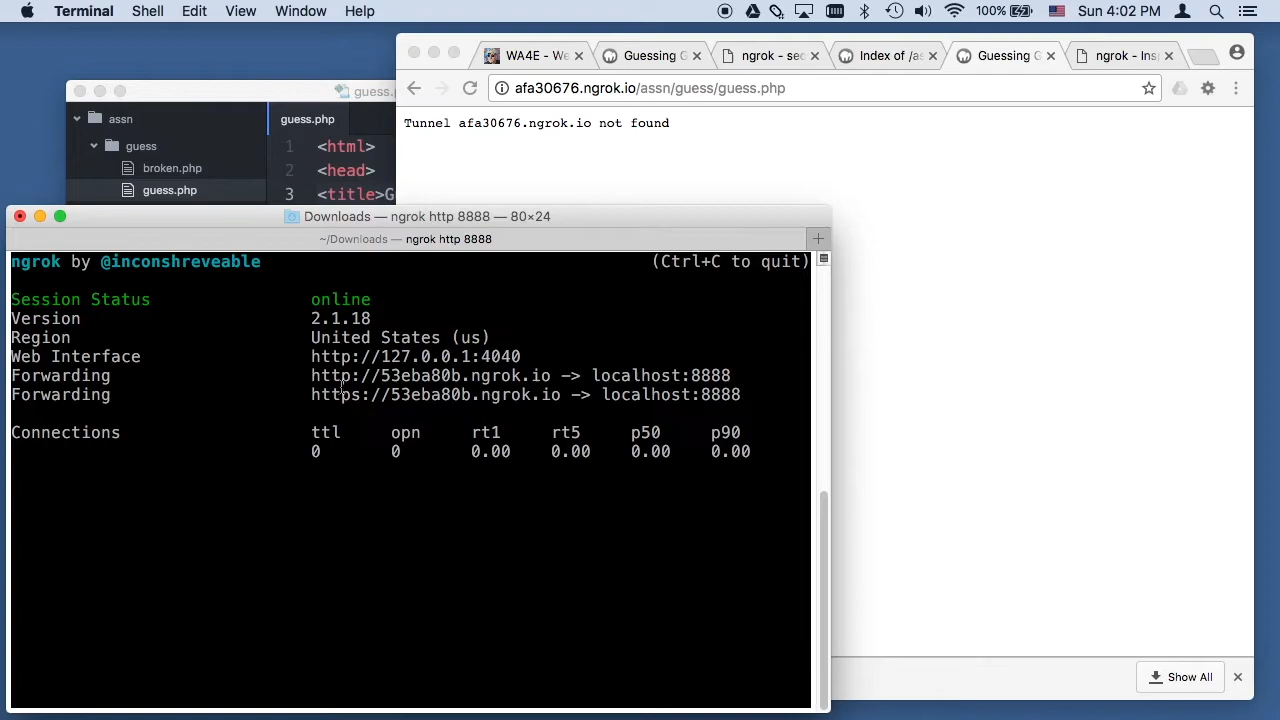 Terminal Shell Edit View Window Help 100% Sun 4:02 PM
WA4E - We
Guessing G
ngrok - sec
Index of /as
Guessing G
ngrok - Ins
afa30676.ngrok.io/assn/guess/guess.php
Tunnel afa30676.ngrok.io not found
guess.p
assn
guess
broken.php
guess.php
guess.php
1 <html>
2 <head>
3 <title>G
Downloads — ngrok http 8888 — 80×24
~/Downloads — ngrok http 8888
ngrok by @inconshreveable (Ctrl+C to quit)
Session Status online
Version 2.1.18
Region United States (us)
Web Interface http://127.0.0.1:4040
Forwarding http://53eba80b.ngrok.io -> localhost:8888
Forwarding https://53eba80b.ngrok.io -> localhost:8888
Connections ttl opn rt1 rt5 p50 p90
0 0 0.00 0.00 0.00 0.00
Show All